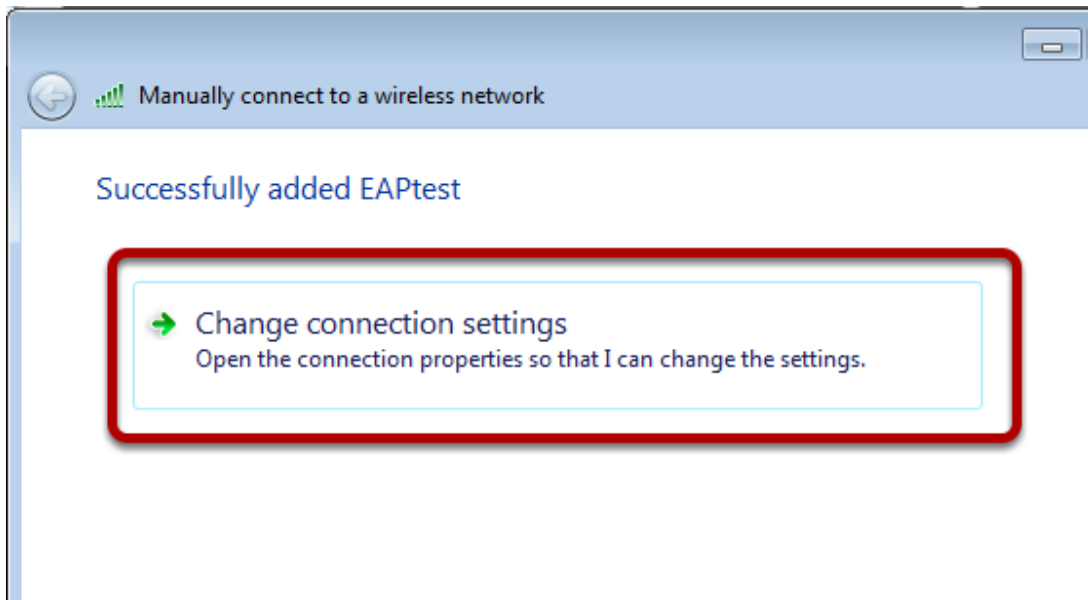 Manually connect to a wireless network
Successfully added EAPtest
Change connection settings
Open the connection properties so that I can change the settings.